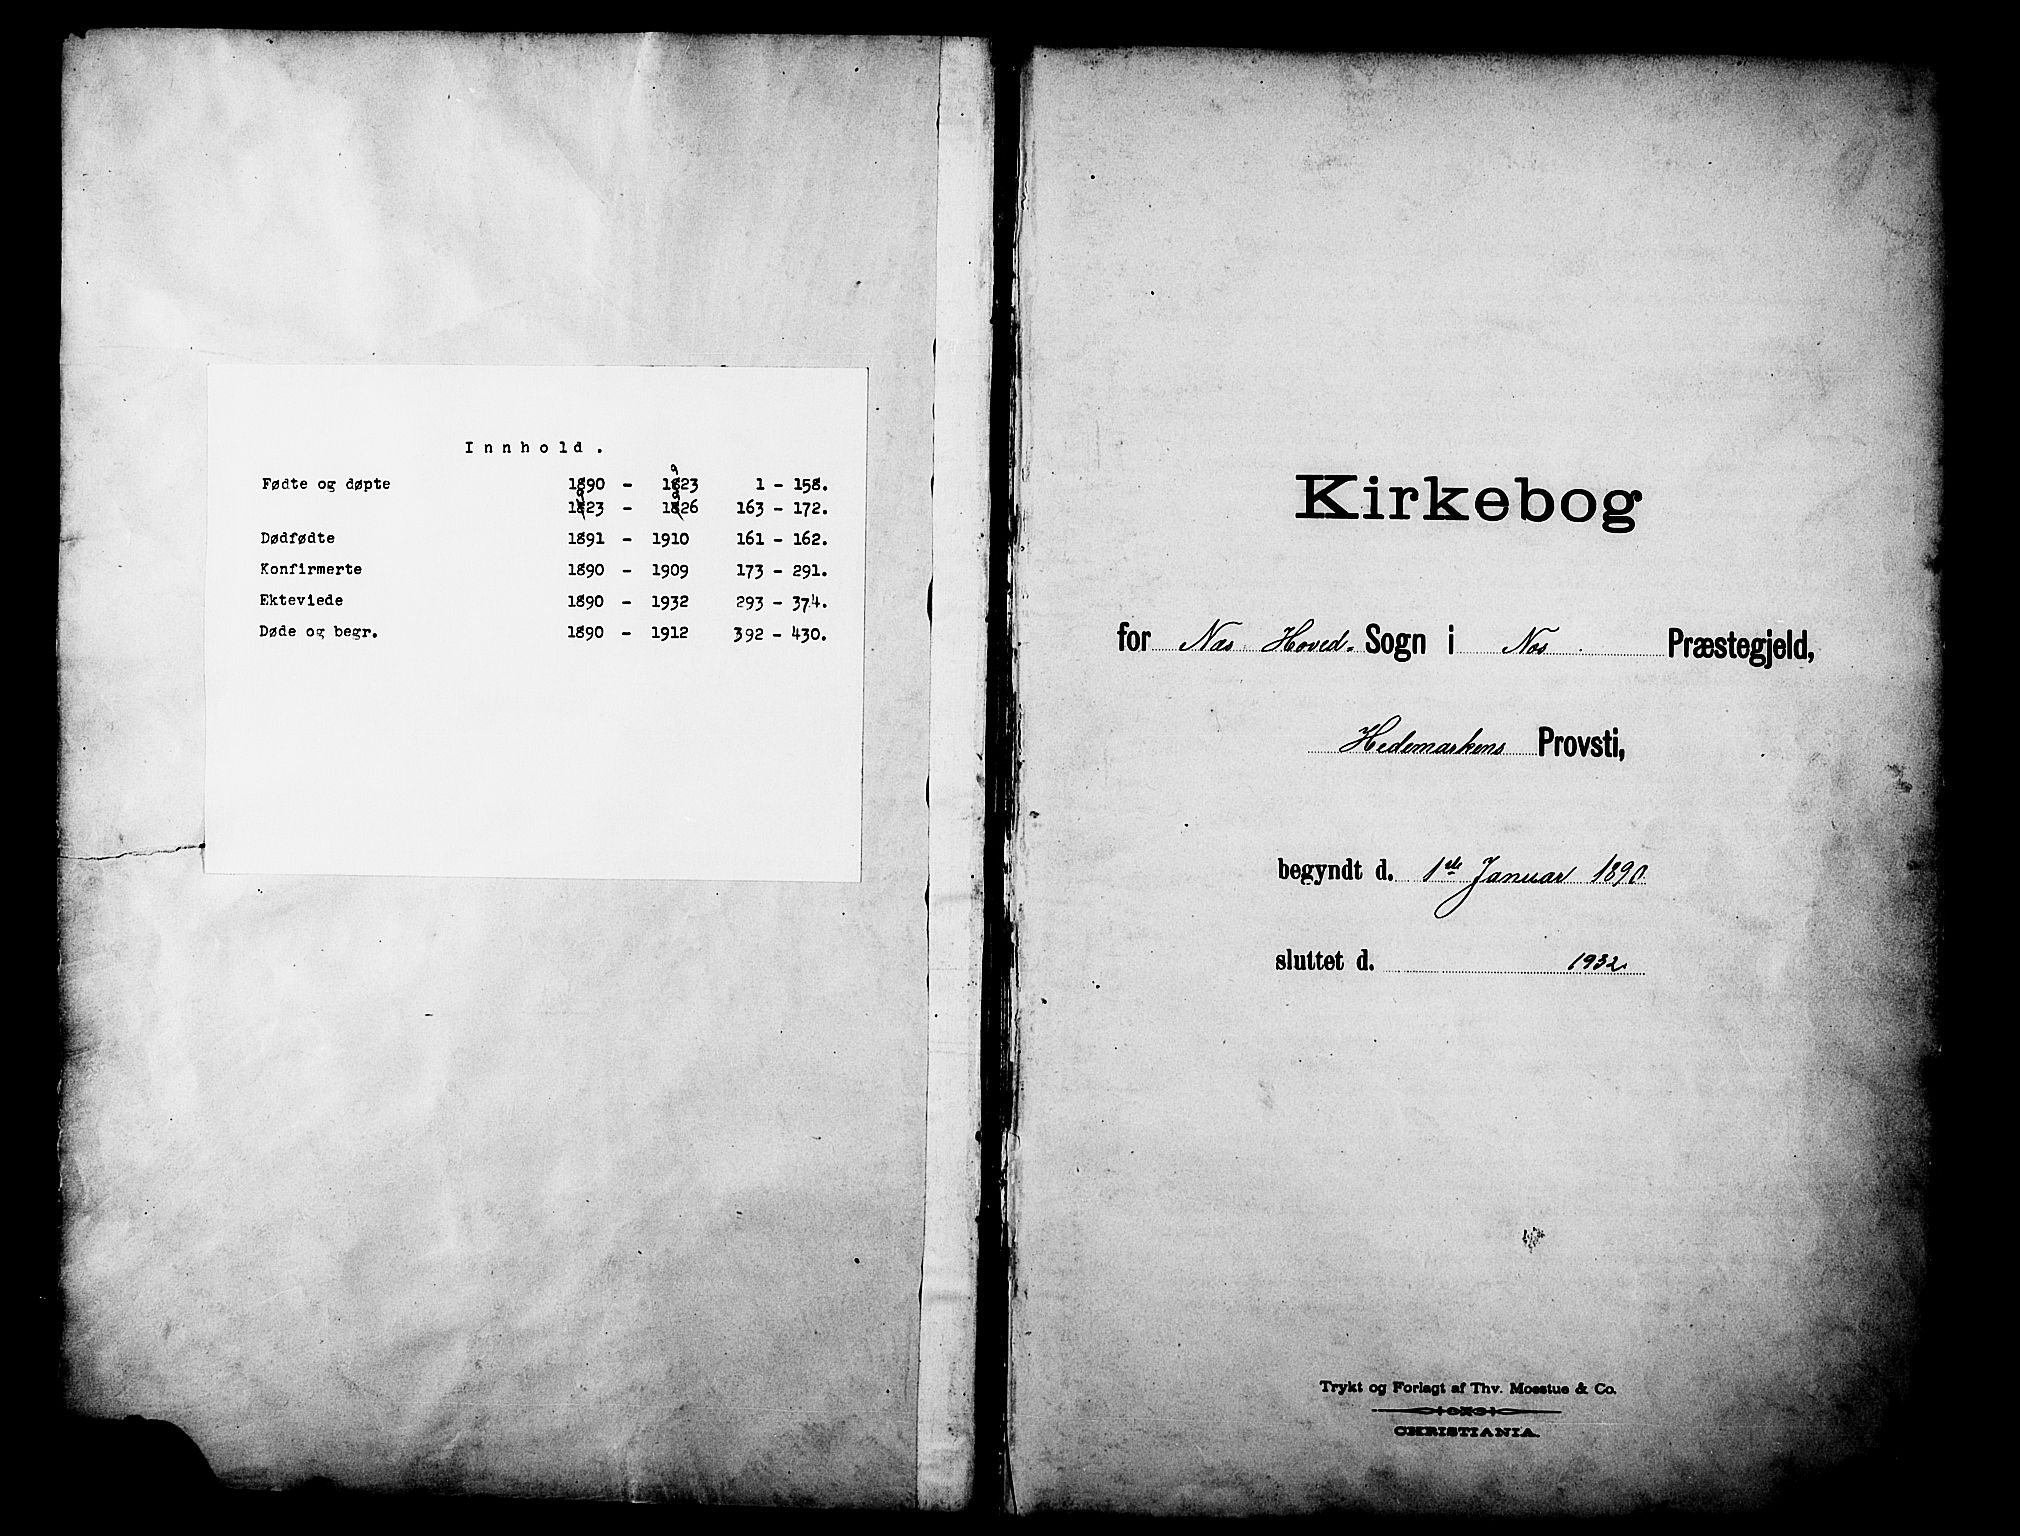 Innhold.
Fødte og døpte 1890 - 1923 1 - 158.
1923 - 1926 163 - 172.
Dødfødte 1891 - 1910 161 - 162.
Konfirmerte 1890 - 1909 173 - 291.
Ekteviede 1890 - 1932 293 - 374.
Døde og begr. 1890 - 1912 392 - 430.
Kirkebog
for Næs Hoved-Sogn i Næs Præstegjeld,
Hedemarkens Provsti,
begyndt d. 1ste Januar 1890.
sluttet d. 1932.
Trykt og Forlagt af Thv. Moestue & Co.
CHRISTIANIA.